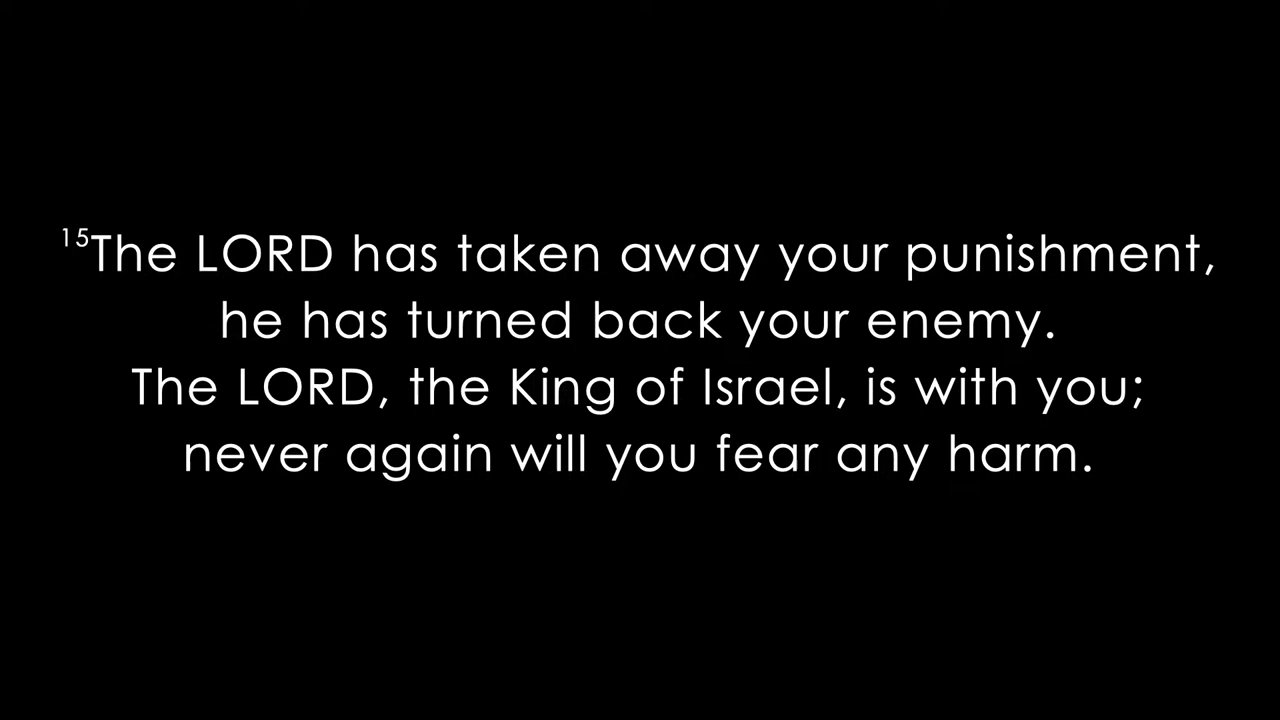 15The LORD has taken away your punishment,
he has turned back your enemy.
The LORD, the King of Israel, is with you;
never again will you fear any harm.